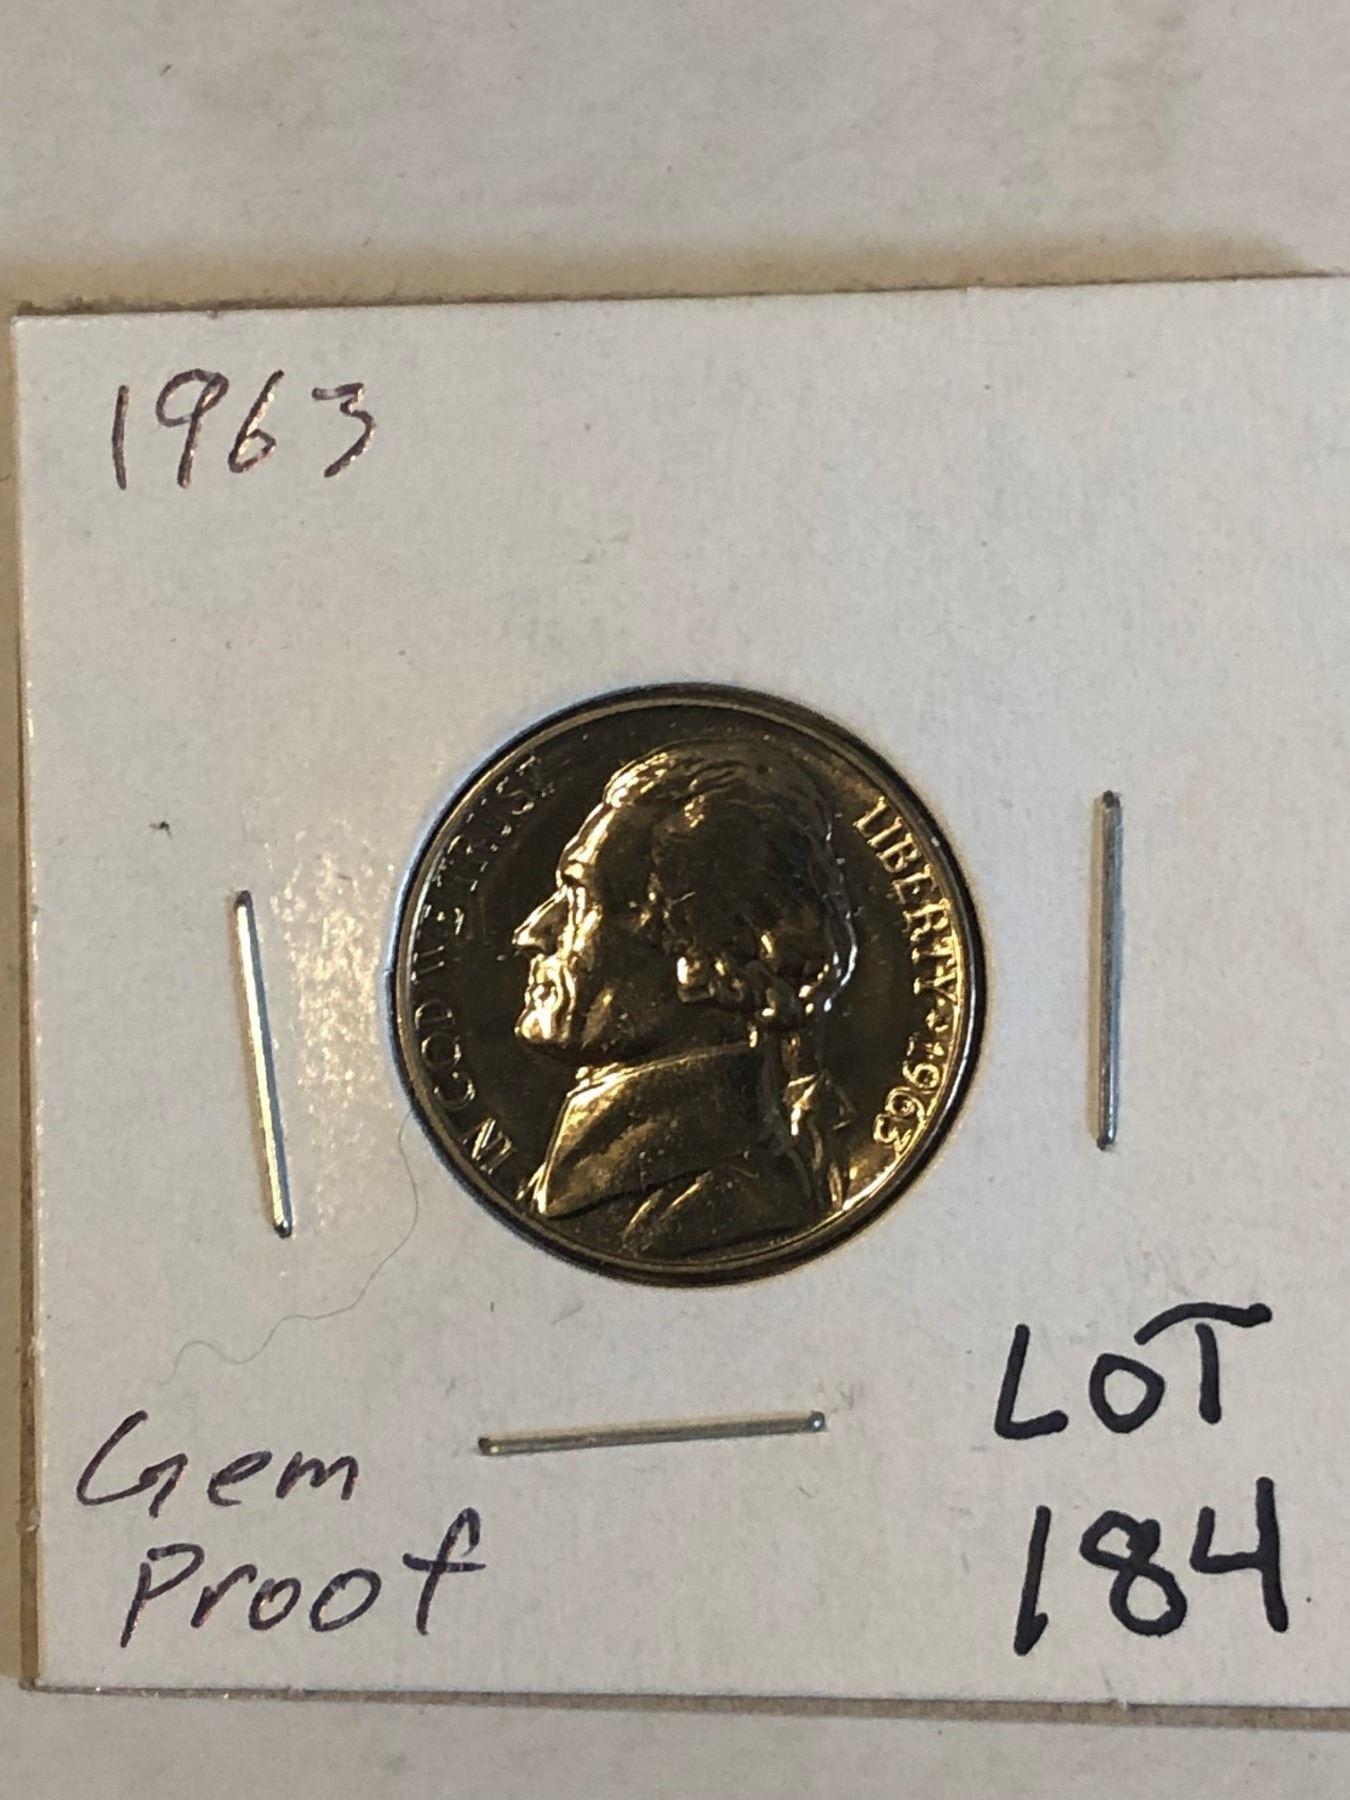 1963
IN GOD WE TRUST
LIBERTY * 1963
Gem
Proof
LOT
184